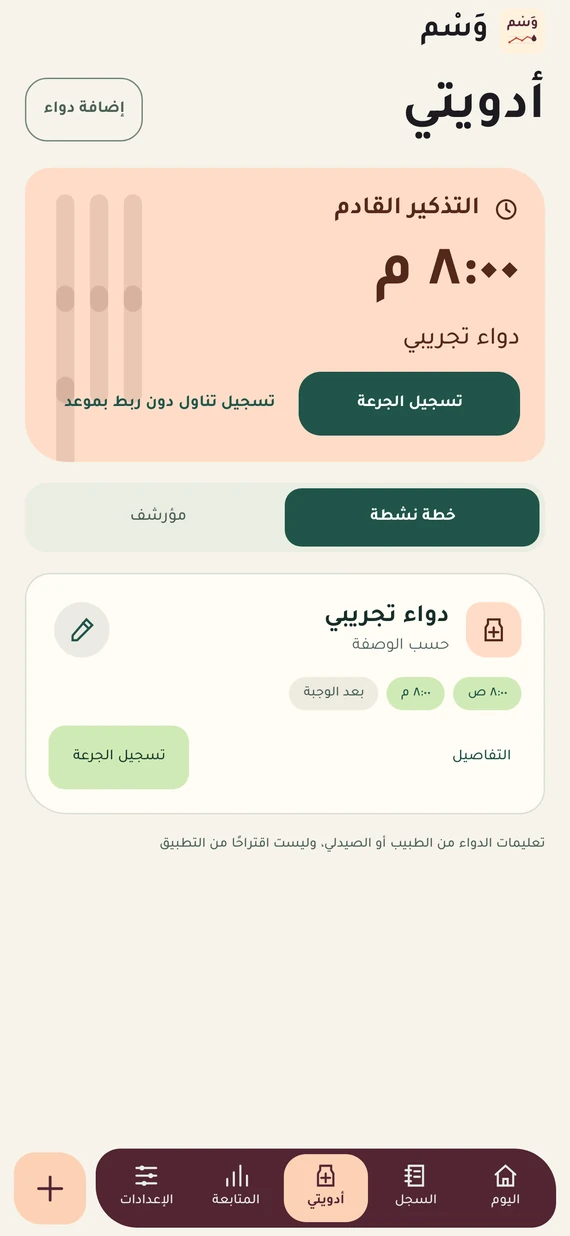 وَسْم
وَسْم
أدويتي
إضافة دواء
التذكير القادم
٨:٠٠ م
دواء تجريبي
تسجيل الجرعة
تسجيل تناول دون ربط بموعد
خطة نشطة
مؤرشف
دواء تجريبي
حسب الوصفة
٨:٠٠ ص
٨:٠٠ م
بعد الوجبة
التفاصيل
تسجيل الجرعة
تعليمات الدواء من الطبيب أو الصيدلي، وليست اقتراحًا من التطبيق
اليوم
السجل
أدويتي
المتابعة
الإعدادات